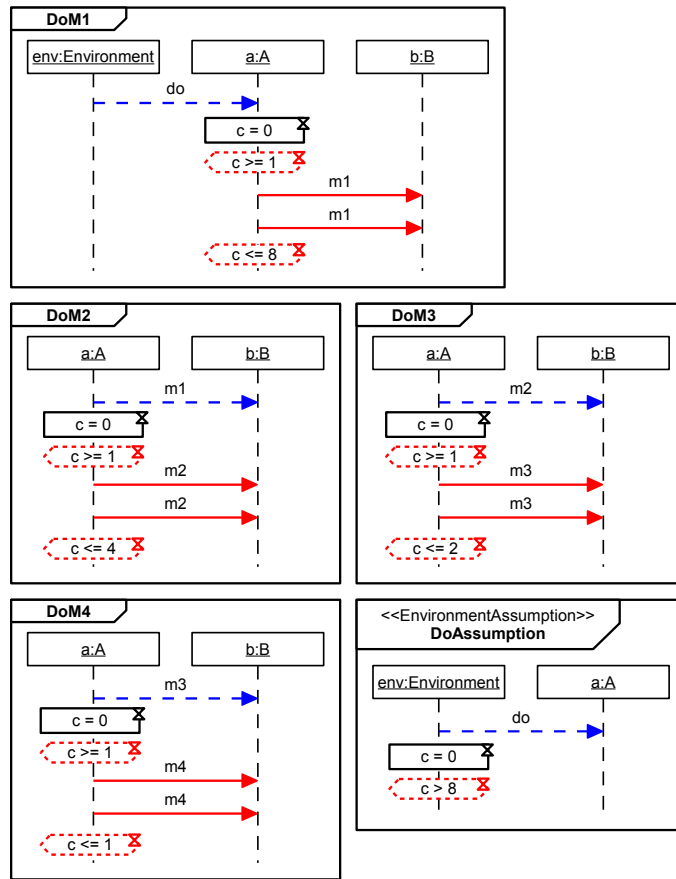 DoM1
env:Environment a:A b:B
do
c = 0
c >= 1
m1
m1
c <= 8
DoM2
a:A b:B
m1
c = 0
c >= 1
m2
m2
c <= 4
DoM3
a:A b:B
m2
c = 0
c >= 1
m3
m3
c <= 2
DoM4
a:A b:B
m3
c = 0
c >= 1
m4
m4
c <= 1
<<EnvironmentAssumption>>
DoAssumption
env:Environment a:A
do
c = 0
c > 8